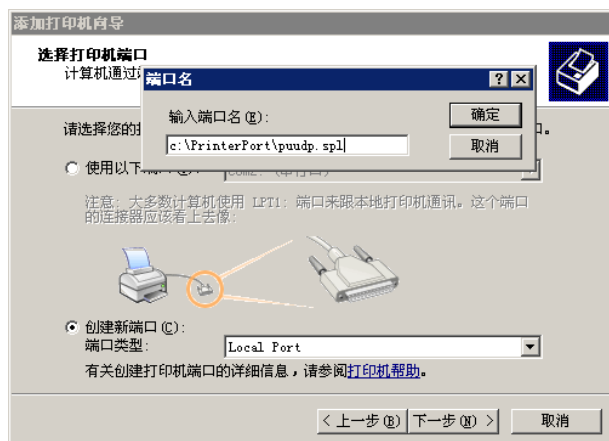 添加打印机向导
选择打印机端口
计算机通过
端口名
输入端口名(E):
确定
c:\PrinterPort\puudp.spl
取消
请选择您的
口。
使用以下
注意: 大多数计算机使用 LPT1: 端口来跟本地打印机通讯。这个端口
的连接器应该看上去像:
创建新端口(C):
端口类型:
Local Port
有关创建打印机端口的详细信息，请参阅打印机帮助。
< 上一步(B)
下一步(N) >
取消